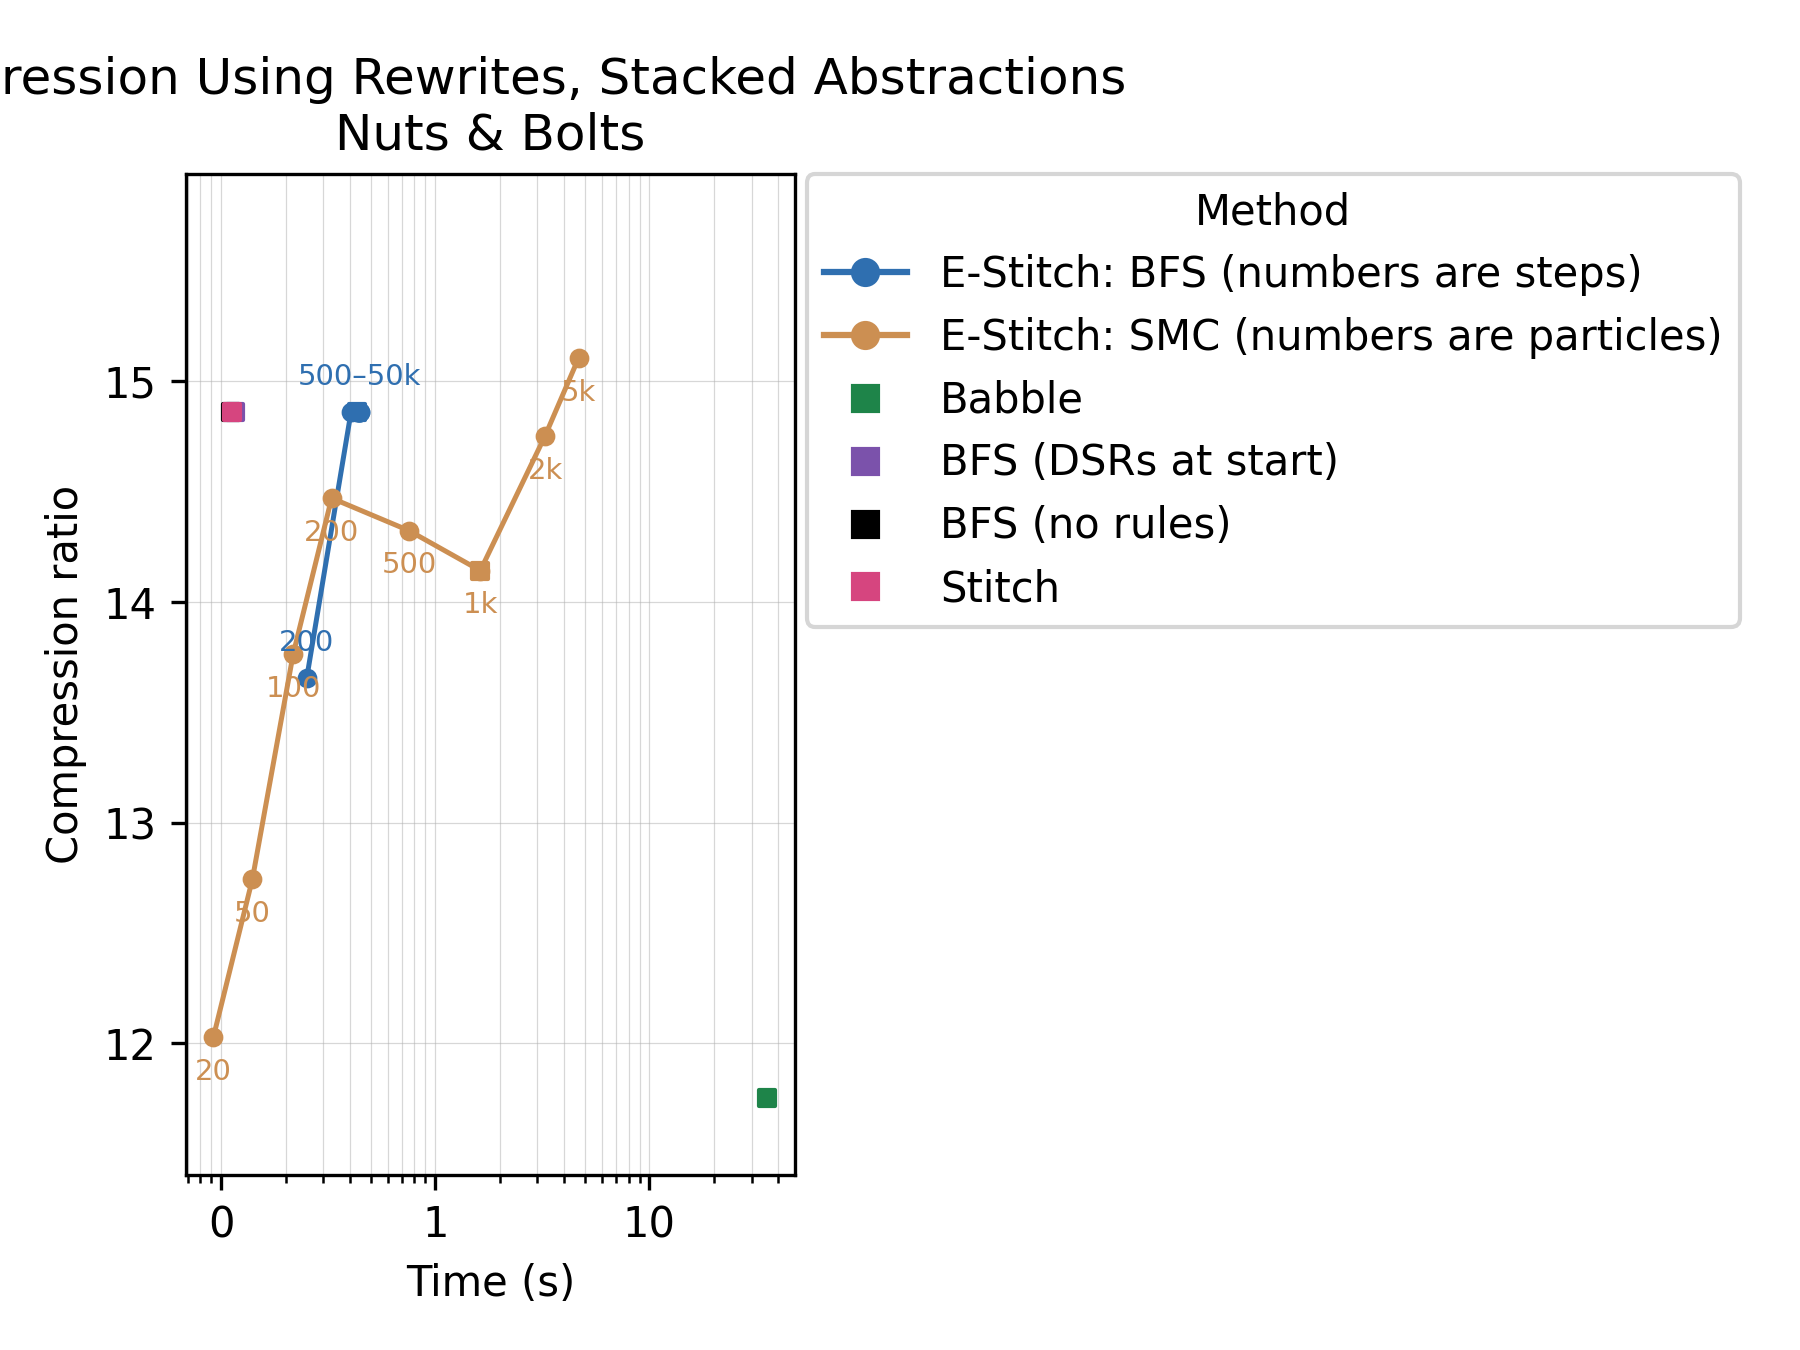 ression Using Rewrites, Stacked Abstractions
Nuts & Bolts
Method
E-Stitch: BFS (numbers are steps)
E-Stitch: SMC (numbers are particles)
Babble
BFS (DSRs at start)
BFS (no rules)
Stitch
Compression ratio
15
14
13
12
500–50k
5k
2k
200
500
1k
200
100
50
20
0
1
10
Time (s)